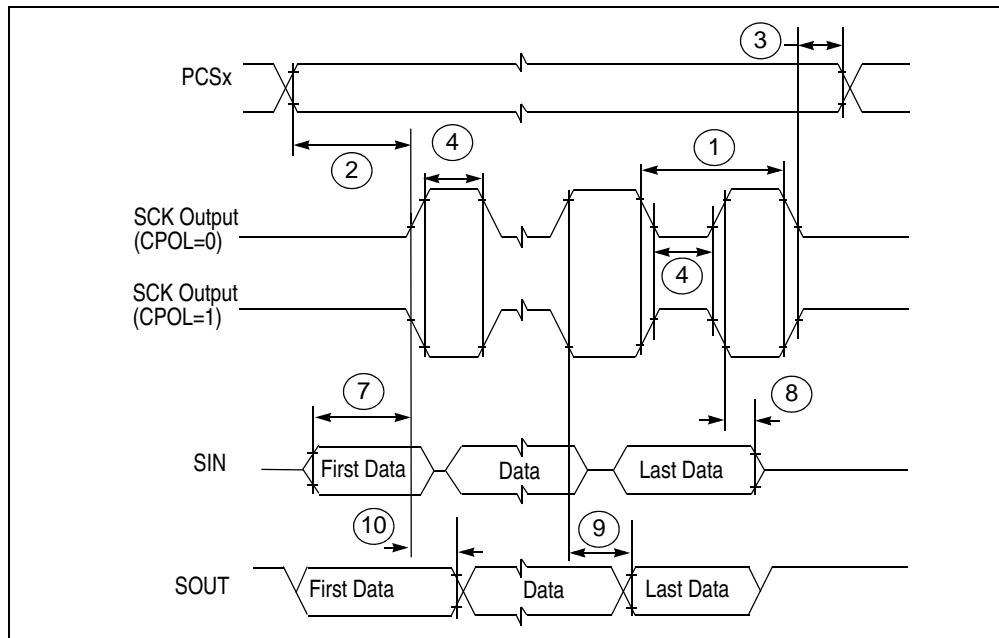 3
PCSx
2
4
1
SCK Output
(CPOL=0)
4
SCK Output
(CPOL=1)
7
8
SIN
First Data
Data
Last Data
10
9
SOUT
First Data
Data
Last Data